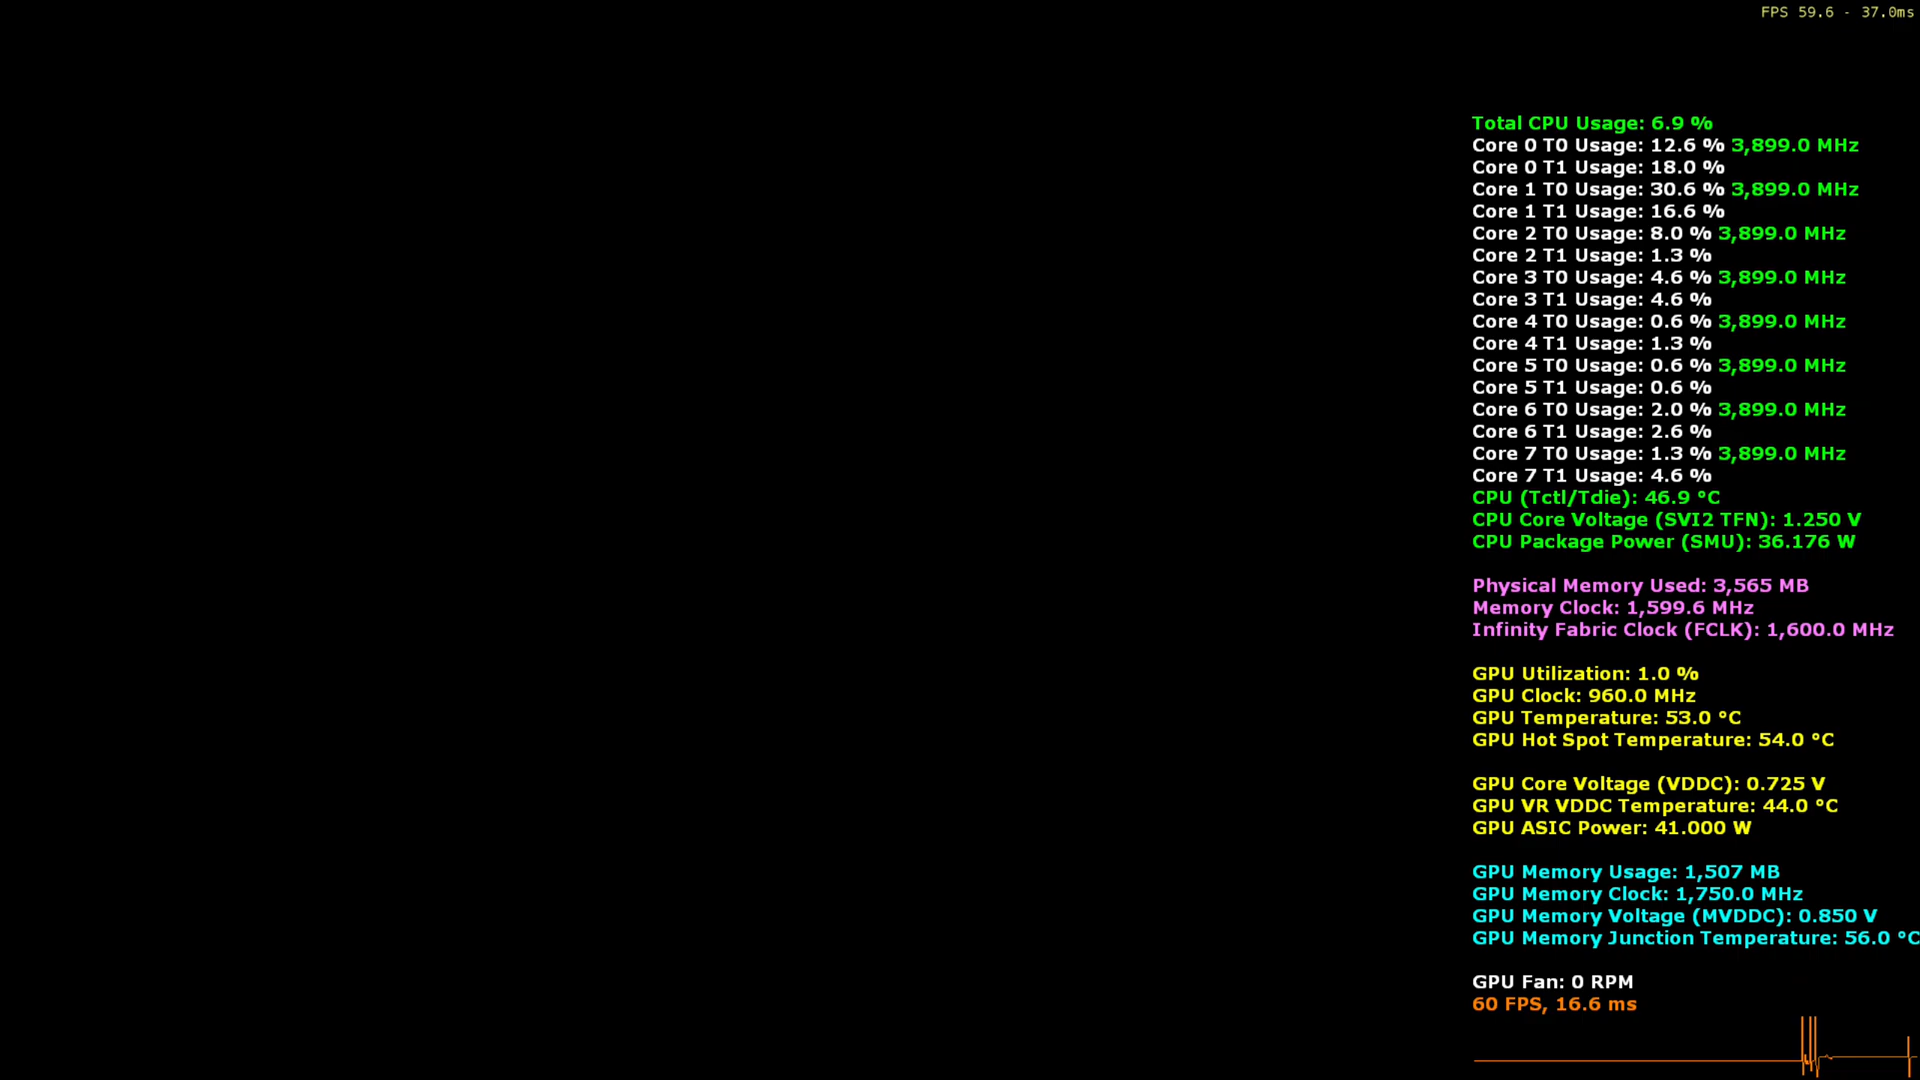 FPS 59.6 - 37.0ms
Total CPU Usage: 6.9 %
Core 0 T0 Usage: 12.6 % 3,899.0 MHz
Core 0 T1 Usage: 18.0 %
Core 1 T0 Usage: 30.6 % 3,899.0 MHz
Core 1 T1 Usage: 16.6 %
Core 2 T0 Usage: 8.0 % 3,899.0 MHz
Core 2 T1 Usage: 1.3 %
Core 3 T0 Usage: 4.6 % 3,899.0 MHz
Core 3 T1 Usage: 4.6 %
Core 4 T0 Usage: 0.6 % 3,899.0 MHz
Core 4 T1 Usage: 1.3 %
Core 5 T0 Usage: 0.6 % 3,899.0 MHz
Core 5 T1 Usage: 0.6 %
Core 6 T0 Usage: 2.0 % 3,899.0 MHz
Core 6 T1 Usage: 2.6 %
Core 7 T0 Usage: 1.3 % 3,899.0 MHz
Core 7 T1 Usage: 4.6 %
CPU (Tctl/Tdie): 46.9 °C
CPU Core Voltage (SVI2 TFN): 1.250 V
CPU Package Power (SMU): 36.176 W
Physical Memory Used: 3,565 MB
Memory Clock: 1,599.6 MHz
Infinity Fabric Clock (FCLK): 1,600.0 MHz
GPU Utilization: 1.0 %
GPU Clock: 960.0 MHz
GPU Temperature: 53.0 °C
GPU Hot Spot Temperature: 54.0 °C
GPU Core Voltage (VDDC): 0.725 V
GPU VR VDDC Temperature: 44.0 °C
GPU ASIC Power: 41.000 W
GPU Memory Usage: 1,507 MB
GPU Memory Clock: 1,750.0 MHz
GPU Memory Voltage (MVDDC): 0.850 V
GPU Memory Junction Temperature: 56.0 °C
GPU Fan: 0 RPM
60 FPS, 16.6 ms